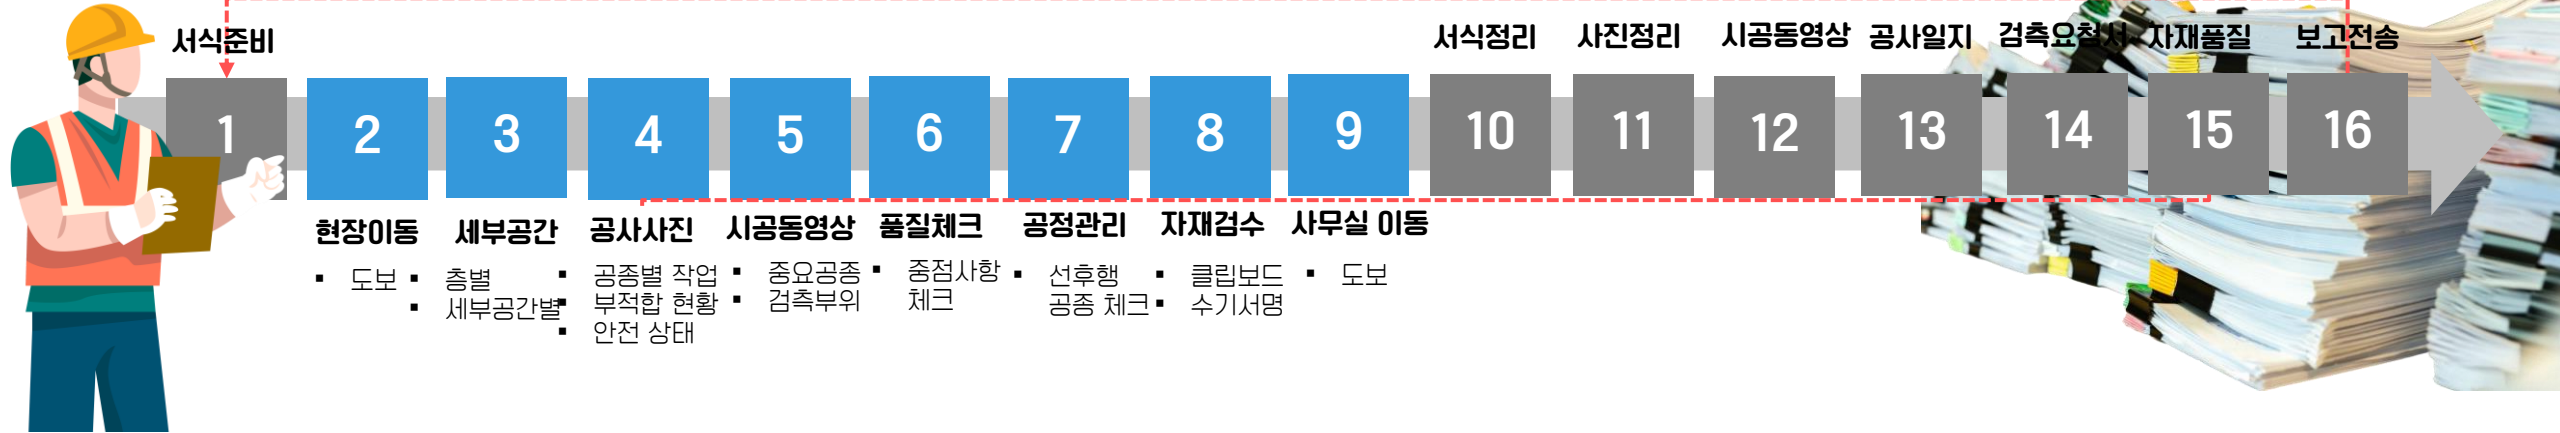 서식준비
서식정리
사진정리
시공동영상
공사일지
검측요청서
자재품질
보고전송
1
2
3
4
5
6
7
8
9
10
11
12
13
14
15
16
현장이동
세부공간
공사사진
시공동영상
품질체크
공정관리
자재검수
사무실 이동
▪ 도보
▪ 층별
▪ 세부공간별
▪ 공종별 작업
▪ 부적합 현황
▪ 안전 상태
▪ 중요공종
▪ 검측부위
▪ 중점사항
체크
▪ 선후행
공종 체크
▪ 클립보드
▪ 수기서명
▪ 도보